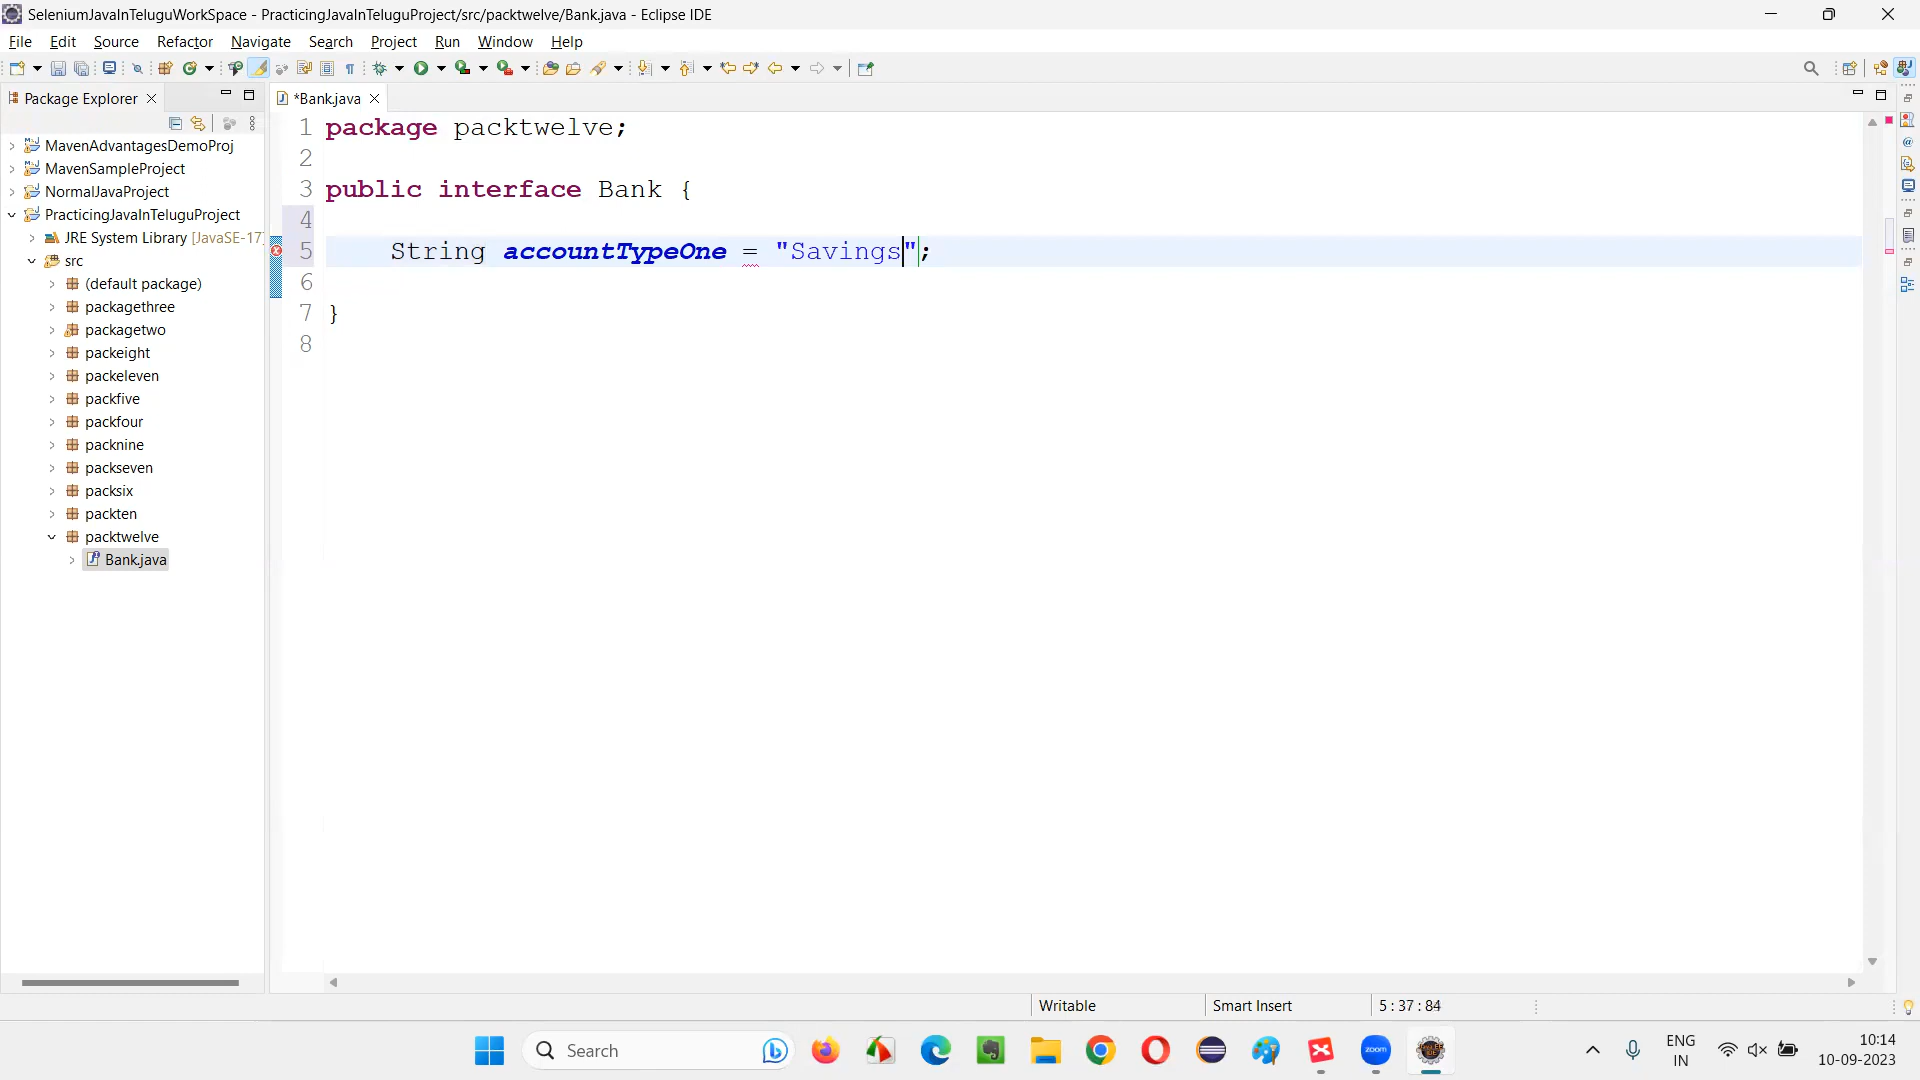 SeleniumJavaInTeluguWorkSpace - PracticingJavaInTeluguProject/src/packtwelve/Bank.java - Eclipse IDE
File Edit Source Refactor Navigate Search Project Run Window Help
Package Explorer
*Bank.java
MavenAdvantagesDemoProj
MavenSampleProject
NormalJavaProject
PracticingJavaInTeluguProject
JRE System Library [JavaSE-17]
src
(default package)
packagethree
packagetwo
packeight
packeleven
packfive
packfour
packnine
packseven
packsix
packten
packtwelve
Bank.java
1 package packtwelve;
2
3 public interface Bank {
4
5 String accountTypeOne = "Savings";
6
7 }
8
Writable Smart Insert 5 : 37 : 84
Search
zoom
ENG
IN
10:14
10-09-2023